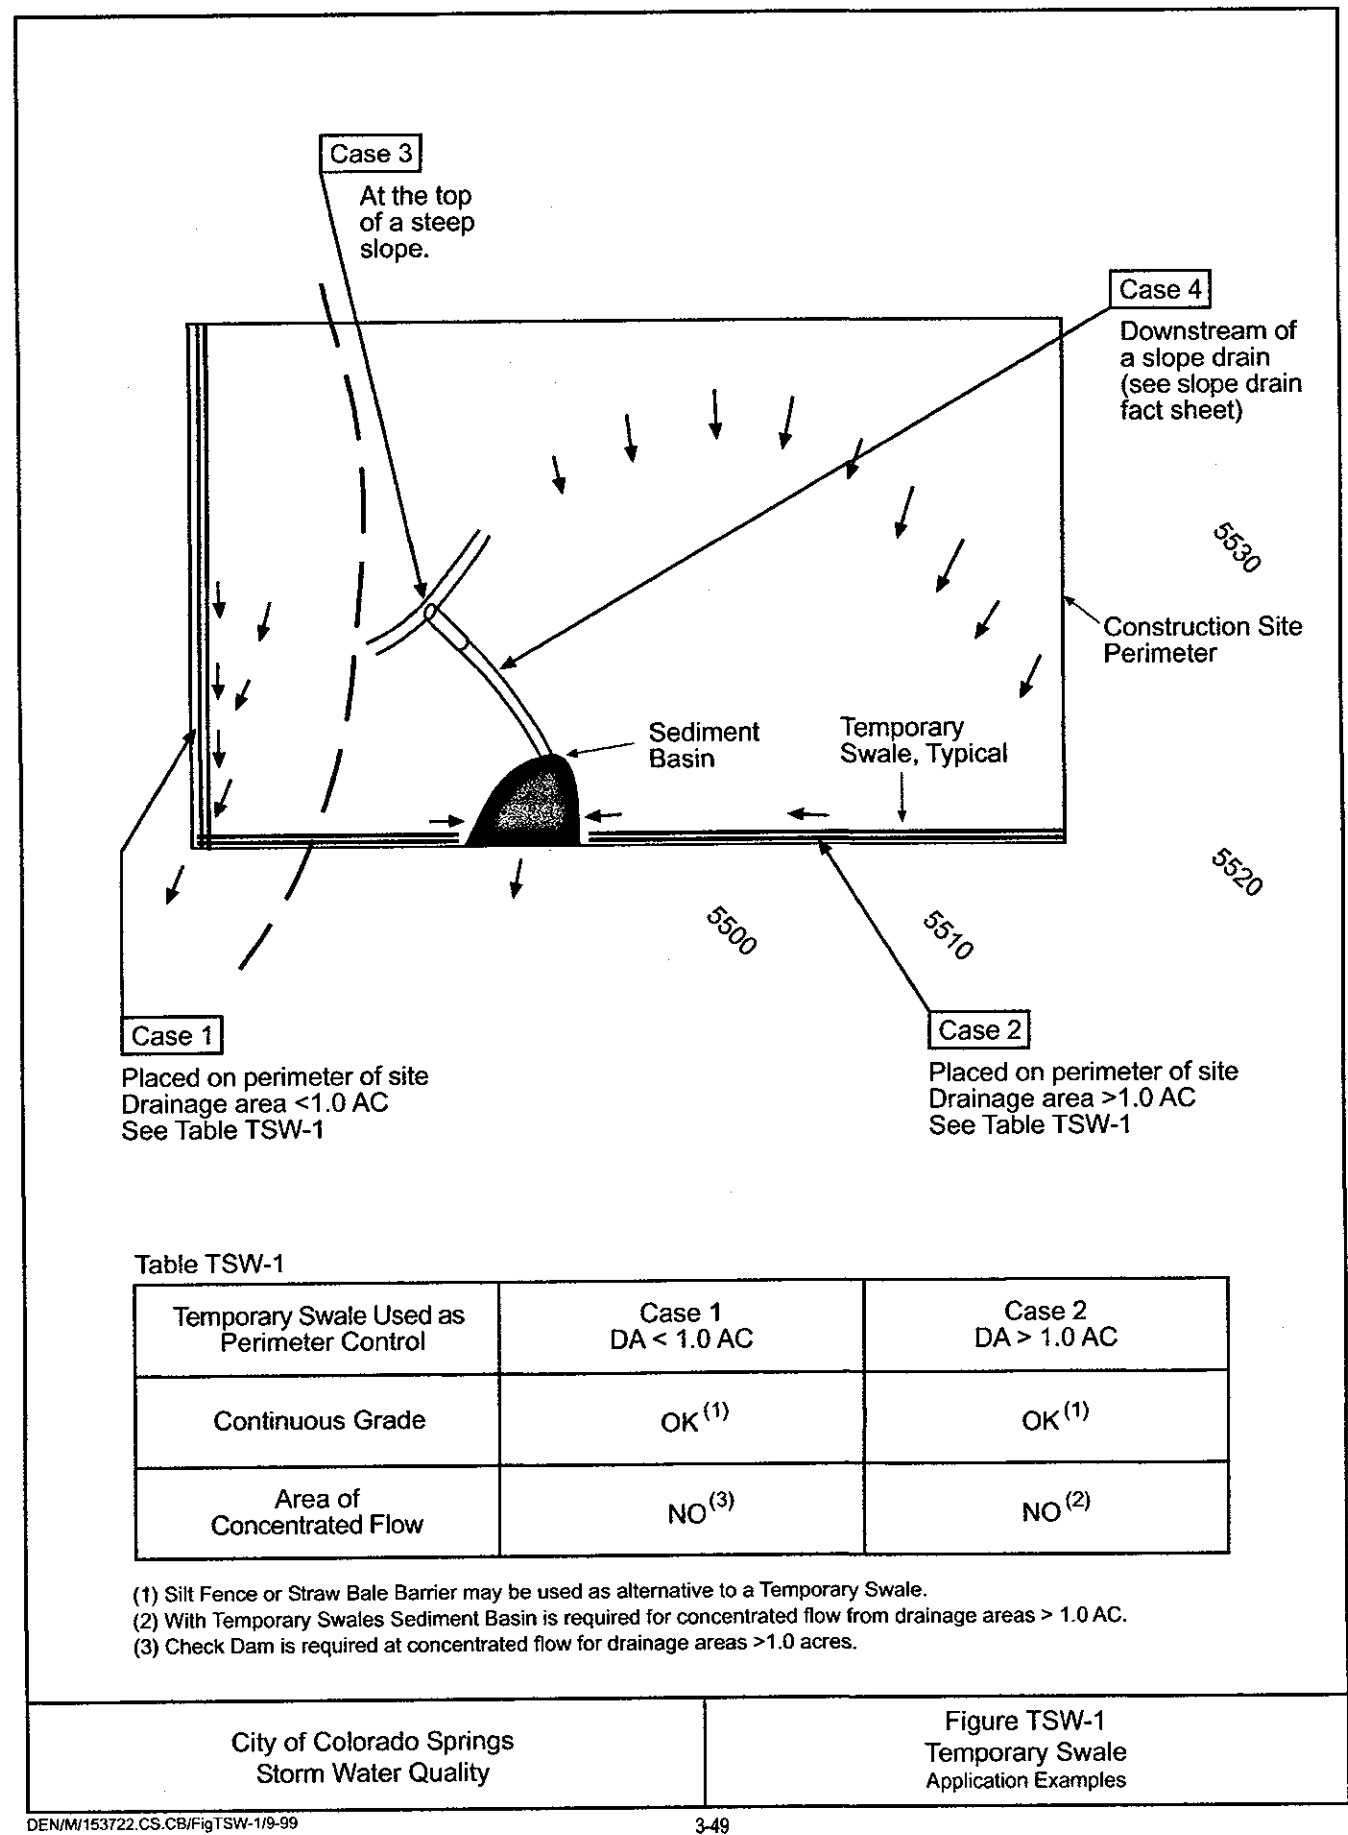 Case 3
At the top
of a steep
slope.
Case 4
Downstream of
a slope drain
(see slope drain
fact sheet)
5530
Construction Site
Perimeter
Sediment
Basin
Temporary
Swale, Typical
5520
5500
5510
Case 1
Placed on perimeter of site
Drainage area <1.0 AC
See Table TSW-1
Case 2
Placed on perimeter of site
Drainage area >1.0 AC
See Table TSW-1
Table TSW-1
Temporary Swale Used as
Perimeter Control
Case 1
DA < 1.0 AC
Case 2
DA > 1.0 AC
Continuous Grade
OK (1)
OK (1)
Area of
Concentrated Flow
NO (3)
NO (2)
(1) Silt Fence or Straw Bale Barrier may be used as alternative to a Temporary Swale.
(2) With Temporary Swales Sediment Basin is required for concentrated flow from drainage areas > 1.0 AC.
(3) Check Dam is required at concentrated flow for drainage areas >1.0 acres.
City of Colorado Springs
Storm Water Quality
Figure TSW-1
Temporary Swale
Application Examples
DEN/M/153722.CS.CB/FigTSW-1/9-99
3-49